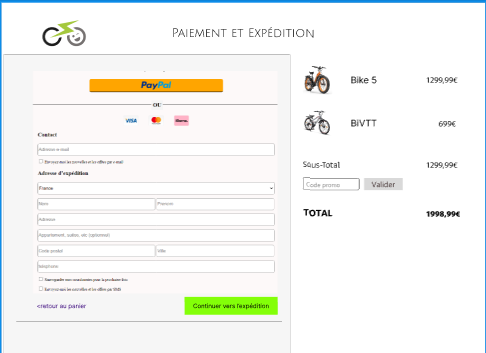 Paiement et Expédition
PayPal
OU
VISA
Klarna
Contact
Adresse e-mail
Envoyez-moi les nouvelles et les offres par e-mail
Adresse d'expédition
France
Nom
Prénom
Adresse
Appartement, suite, etc. (optionnel)
Code postal
Ville
téléphone
Sauvegarder mes coordonnées pour la prochaine fois
Envoyez-moi les nouvelles et les offres par SMS
<retour au panier
Continuer vers l'expédition
Bike 5 1299,99€
BiVTT 699€
Sous-Total 1299,99€
Code promo
Valider
TOTAL 1998,99€